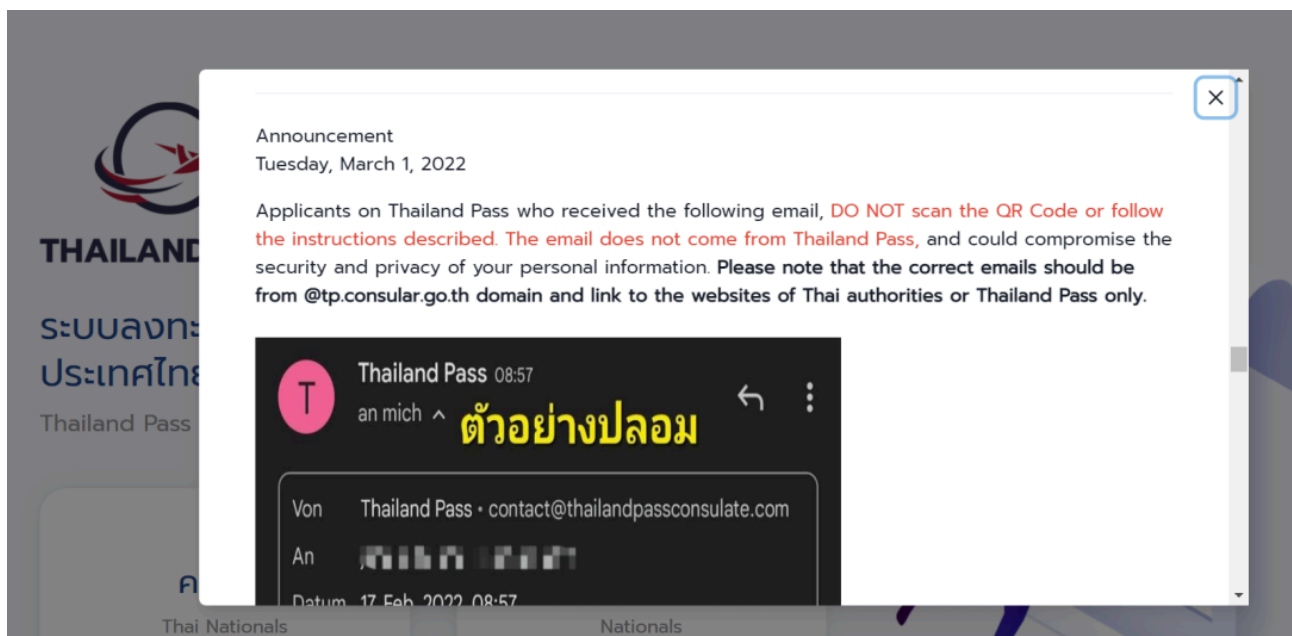 Announcement
Tuesday, March 1, 2022
Applicants on Thailand Pass who received the following email, DO NOT scan the QR Code or follow
the instructions described. The email does not come from Thailand Pass, and could compromise the
security and privacy of your personal information. Please note that the correct emails should be
from @tp.consular.go.th domain and link to the websites of Thai authorities or Thailand Pass only.
Thailand Pass 08:57
an mich
ตัวอย่างปลอม
Von Thailand Pass · contact@thailandpassconsulate.com
An
Datum 17. Feb. 2022, 08:57
THAILAND
ระบบลงทะ
ประเทศไทย
Thailand Pass
ค
Thai Nationals
Nationals